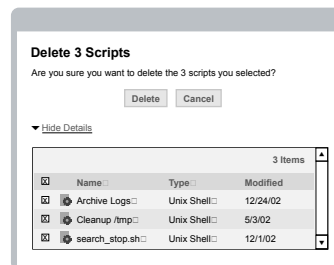 Delete 3 Scripts
Are you sure you want to delete the 3 scripts you selected?
Delete Cancel
Hide Details
3 Items
Name Type Modified
Archive Logs Unix Shell 12/24/02
Cleanup /tmp Unix Shell 5/3/02
search_stop.sh Unix Shell 12/1/02